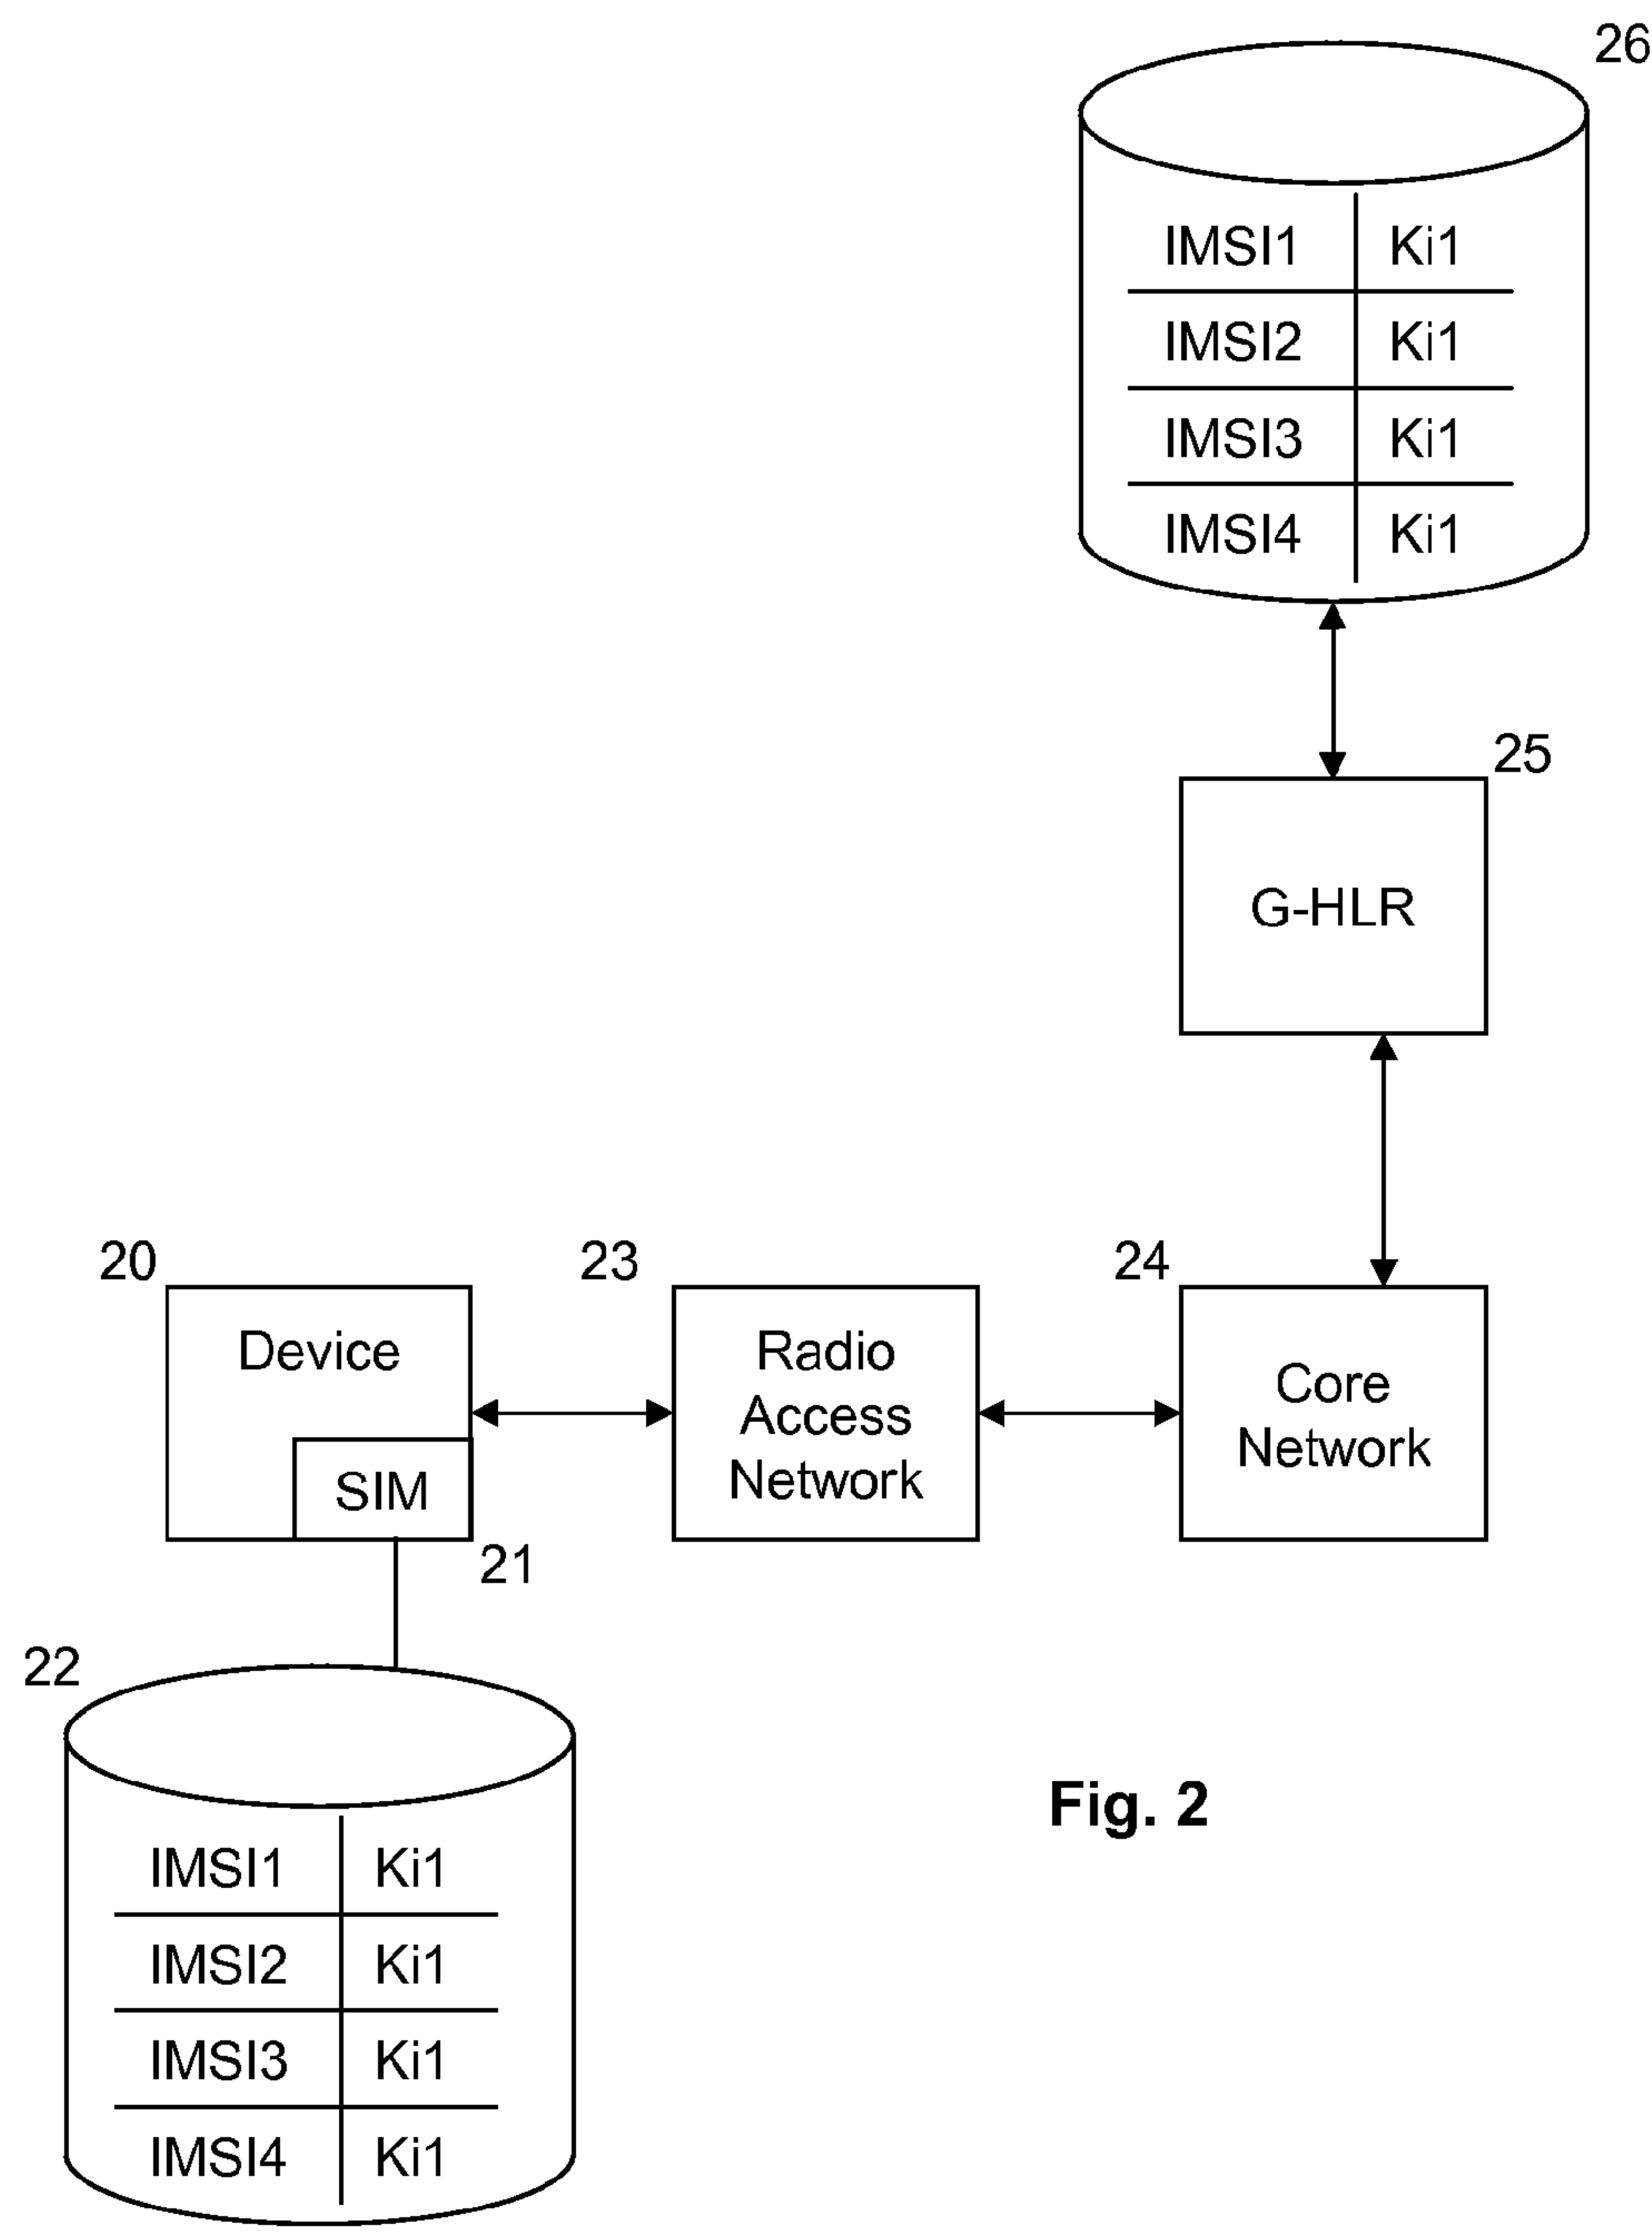 26
IMSI1 Ki1
IMSI2 Ki1
IMSI3 Ki1
IMSI4 Ki1
25
G-HLR
20
23
24
Device
SIM
21
Radio
Access
Network
Core
Network
22
IMSI1 Ki1
IMSI2 Ki1
IMSI3 Ki1
IMSI4 Ki1
Fig. 2